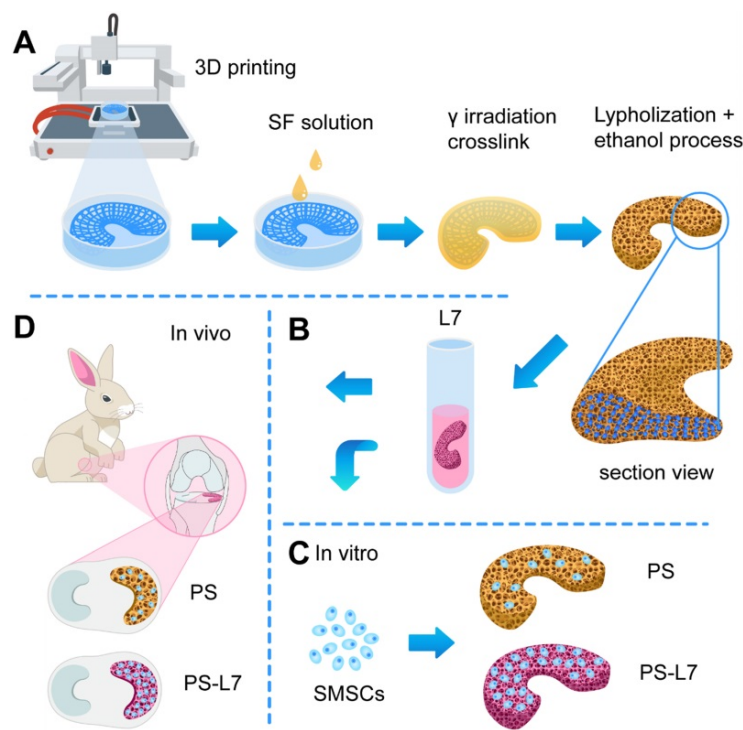 A
3D printing
SF solution
γ irradiation
crosslink
Lypholization +
ethanol process
section view
B
L7
C
In vitro
SMSCs
PS
PS-L7
D
In vivo
PS
PS-L7